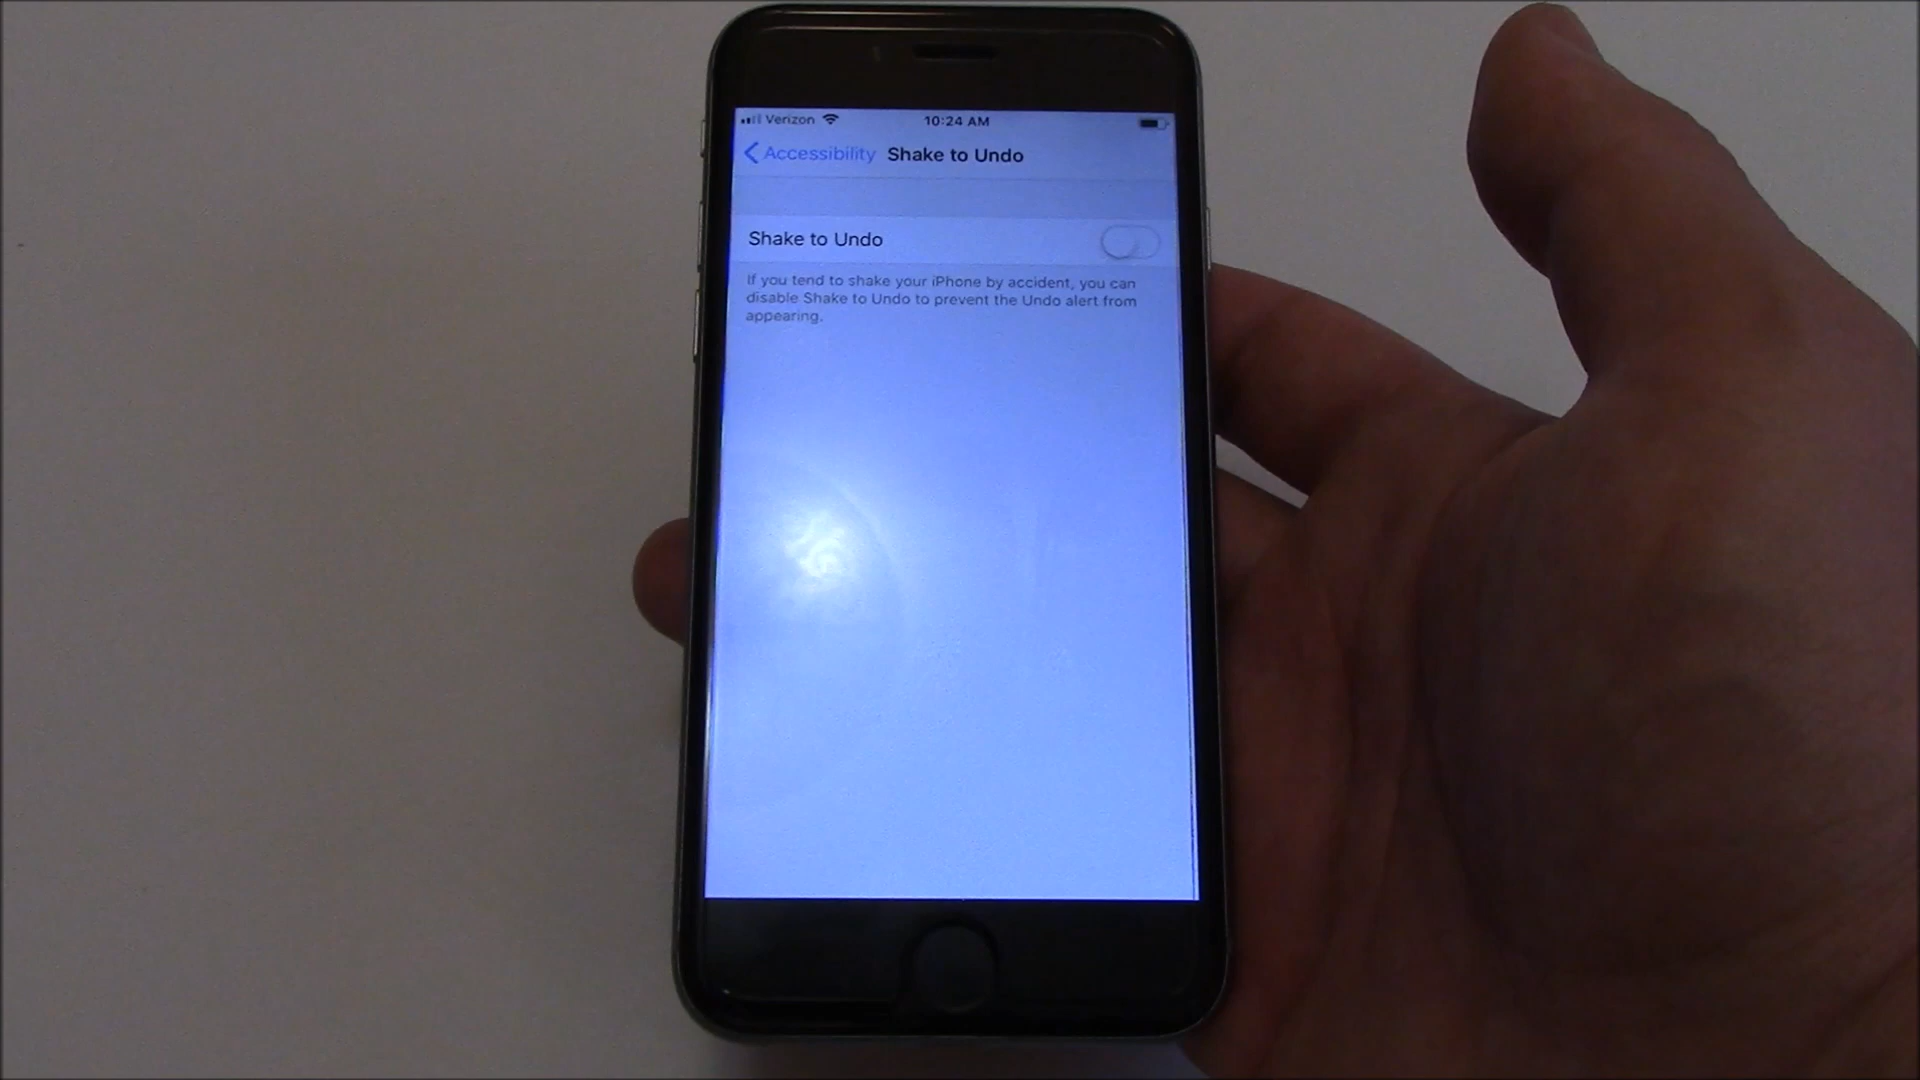 Verizon 10:24 AM
Accessibility Shake to Undo
Shake to Undo
If you tend to shake your iPhone by accident, you can
disable Shake to Undo to prevent the Undo alert from
appearing.